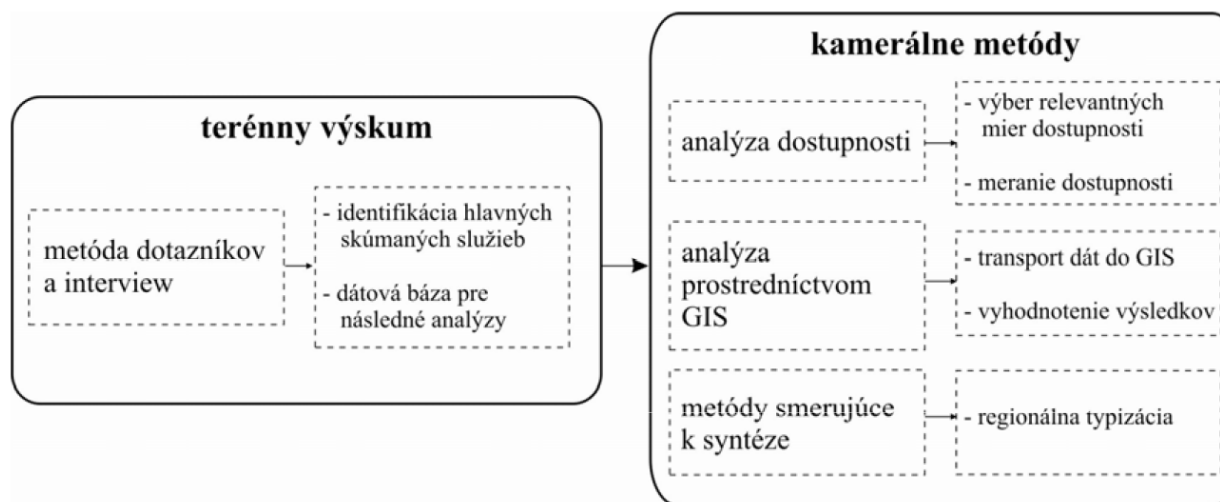 terénny výskum
metóda dotazníkov
a interview
- identifikácia hlavných
skúmaných služieb
- dátová báza pre
následné analýzy
kamerálne metódy
analýza dostupnosti
- výber relevantných
mier dostupnosti
- meranie dostupnosti
analýza
prostredníctvom
GIS
- transport dát do GIS
- vyhodnotenie výsledkov
metódy smerujúce
k syntéze
- regionálna typizácia